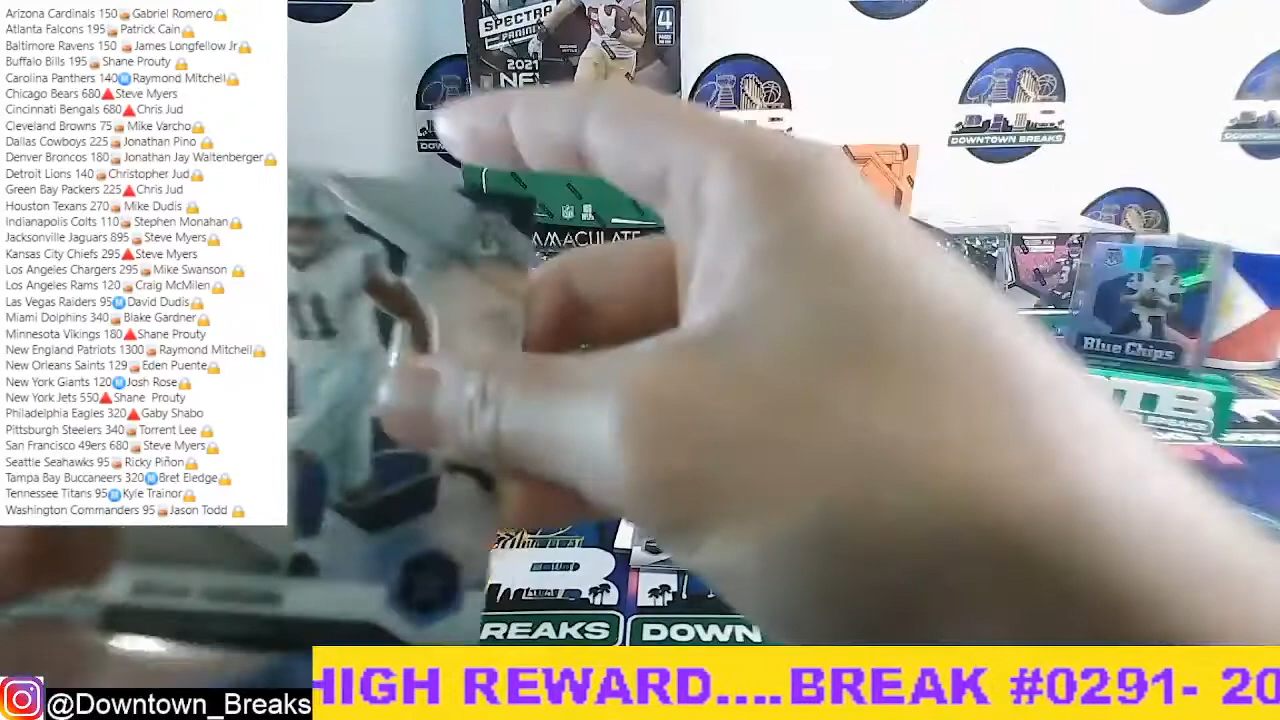 Arizona Cardinals 150 Gabriel Romero
Atlanta Falcons 195 Patrick Cain
Baltimore Ravens 150 James Longfellow Jr
Buffalo Bills 195 Shane Prouty
Carolina Panthers 140 M Raymond Mitchell
Chicago Bears 680 Steve Myers
Cincinnati Bengals 680 Chris Jud
Cleveland Browns 75 Mike Varcho
Dallas Cowboys 225 Jonathan Pino
Denver Broncos 180 Jonathan Jay Waltenberger
Detroit Lions 140 Christopher Jud
Green Bay Packers 225 Chris Jud
Houston Texans 270 Mike Dudis
Indianapolis Colts 110 Stephen Monahan
Jacksonville Jaguars 895 Steve Myers
Kansas City Chiefs 295 Steve Myers
Los Angeles Chargers 295 Mike Swanson
Los Angeles Rams 120 Craig McMilen
Las Vegas Raiders 95 M David Dudis
Miami Dolphins 340 Blake Gardner
Minnesota Vikings 180 Shane Prouty
New England Patriots 1300 Raymond Mitchell
New Orleans Saints 129 Eden Puente
New York Giants 120 M Josh Rose
New York Jets 550 Shane Prouty
Philadelphia Eagles 320 Gaby Shabo
Pittsburgh Steelers 340 Torrent Lee
San Francisco 49ers 680 Steve Myers
Seattle Seahawks 95 Ricky Piñon
Tampa Bay Buccaneers 320 M Bret Eledge
Tennessee Titans 95 M Kyle Trainor
Washington Commanders 95 Jason Todd
SPECTRA
PANINI
4
2021
NF
DOWNTOWN BREAKS
MMACULATE
11
Blue Chips
DTB
B
REAKS
DOWN
HIGH REWARD....BREAK #0291- 20
@Downtown_Breaks